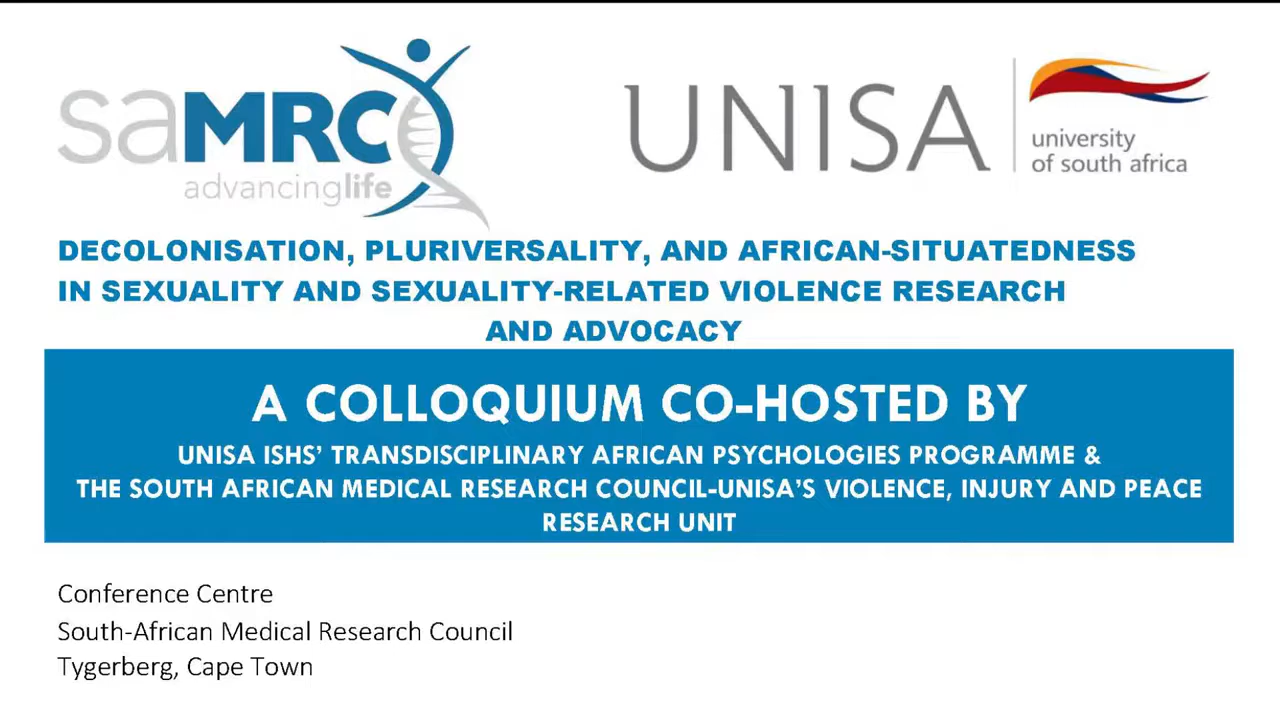 saMRC
advancinglife
UNISA
university
of south africa
DECOLONISATION, PLURIVERSALITY, AND AFRICAN-SITUATEDNESS
IN SEXUALITY AND SEXUALITY-RELATED VIOLENCE RESEARCH
AND ADVOCACY
A COLLOQUIUM CO-HOSTED BY
UNISA ISHS' TRANSDISCIPLINARY AFRICAN PSYCHOLOGIES PROGRAMME &
THE SOUTH AFRICAN MEDICAL RESEARCH COUNCIL-UNISA'S VIOLENCE, INJURY AND PEACE
RESEARCH UNIT
Conference Centre
South-African Medical Research Council
Tygerberg, Cape Town